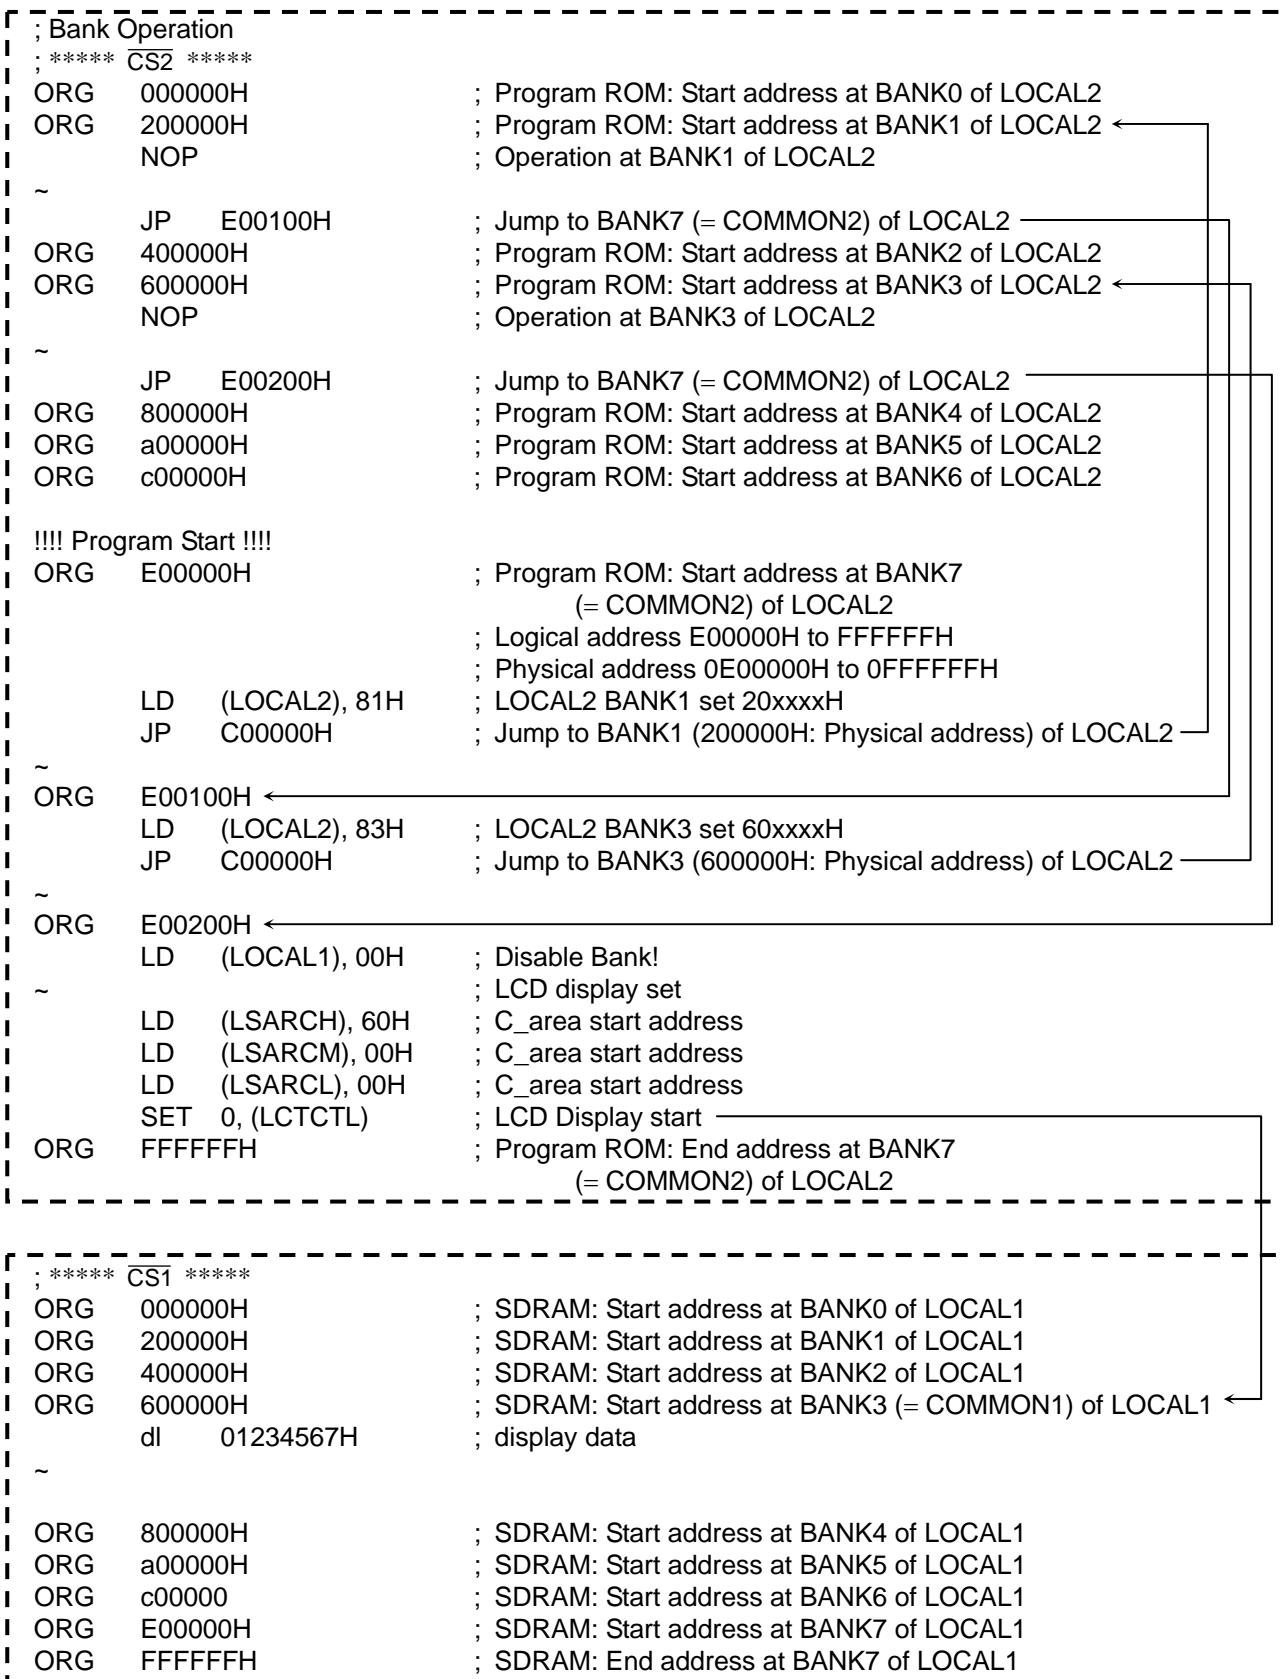 ; Bank Operation
; ***** CS2 *****
ORG 000000H ; Program ROM: Start address at BANK0 of LOCAL2
ORG 200000H ; Program ROM: Start address at BANK1 of LOCAL2
NOP ; Operation at BANK1 of LOCAL2
~
JP E00100H ; Jump to BANK7 (= COMMON2) of LOCAL2
ORG 400000H ; Program ROM: Start address at BANK2 of LOCAL2
ORG 600000H ; Program ROM: Start address at BANK3 of LOCAL2
NOP ; Operation at BANK3 of LOCAL2
~
JP E00200H ; Jump to BANK7 (= COMMON2) of LOCAL2
ORG 800000H ; Program ROM: Start address at BANK4 of LOCAL2
ORG a00000H ; Program ROM: Start address at BANK5 of LOCAL2
ORG c00000H ; Program ROM: Start address at BANK6 of LOCAL2
!!!! Program Start !!!!
ORG E00000H ; Program ROM: Start address at BANK7
(= COMMON2) of LOCAL2
; Logical address E00000H to FFFFFFH
; Physical address 0E00000H to 0FFFFFFH
LD (LOCAL2), 81H ; LOCAL2 BANK1 set 20xxxxH
JP C00000H ; Jump to BANK1 (200000H: Physical address) of LOCAL2
~
ORG E00100H
LD (LOCAL2), 83H ; LOCAL2 BANK3 set 60xxxxH
JP C00000H ; Jump to BANK3 (600000H: Physical address) of LOCAL2
~
ORG E00200H
LD (LOCAL1), 00H ; Disable Bank!
~ ; LCD display set
LD (LSARCH), 60H ; C_area start address
LD (LSARCM), 00H ; C_area start address
LD (LSARCL), 00H ; C_area start address
SET 0, (LCTCTL) ; LCD Display start
ORG FFFFFFH ; Program ROM: End address at BANK7
(= COMMON2) of LOCAL2
; ***** CS1 *****
ORG 000000H ; SDRAM: Start address at BANK0 of LOCAL1
ORG 200000H ; SDRAM: Start address at BANK1 of LOCAL1
ORG 400000H ; SDRAM: Start address at BANK2 of LOCAL1
ORG 600000H ; SDRAM: Start address at BANK3 (= COMMON1) of LOCAL1
dl 01234567H ; display data
~
ORG 800000H ; SDRAM: Start address at BANK4 of LOCAL1
ORG a00000H ; SDRAM: Start address at BANK5 of LOCAL1
ORG c00000 ; SDRAM: Start address at BANK6 of LOCAL1
ORG E00000H ; SDRAM: Start address at BANK7 of LOCAL1
ORG FFFFFFH ; SDRAM: End address at BANK7 of LOCAL1